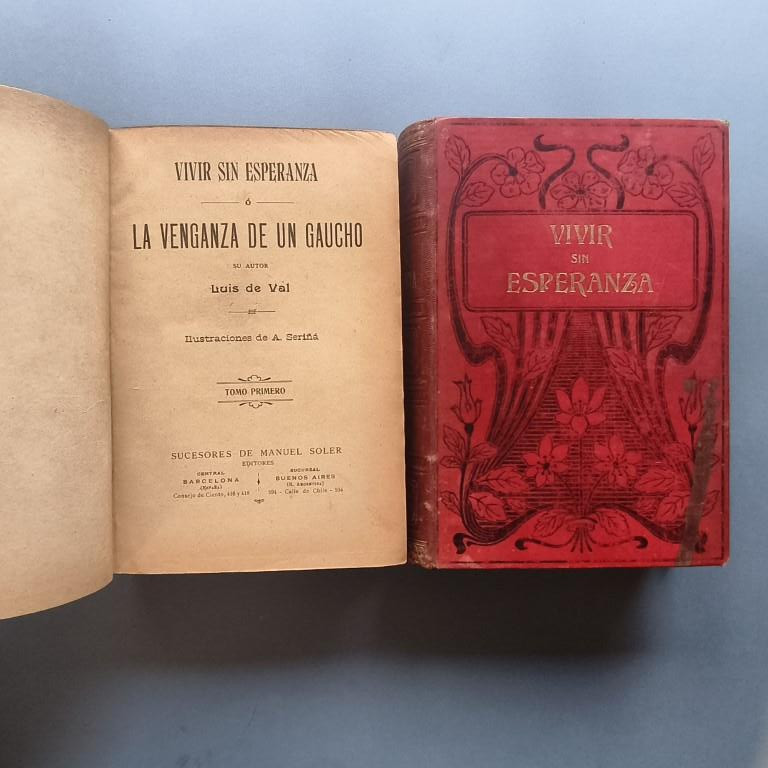 VIVIR SIN ESPERANZA
ó
LA VENGANZA DE UN GAUCHO
SU AUTOR
Luis de Val
Ilustraciones de A. Seriñá
TOMO PRIMERO
SUCESORES DE MANUEL SOLER
EDITORES
CENTRAL
BARCELONA
(ESPAÑA)
Consejo de Ciento, 416 y 418
SUCURSAL
BUENOS AIRES
(R. ARGENTINA)
594 - Calle de Chile - 594
VIVIR
SIN
ESPERANZA